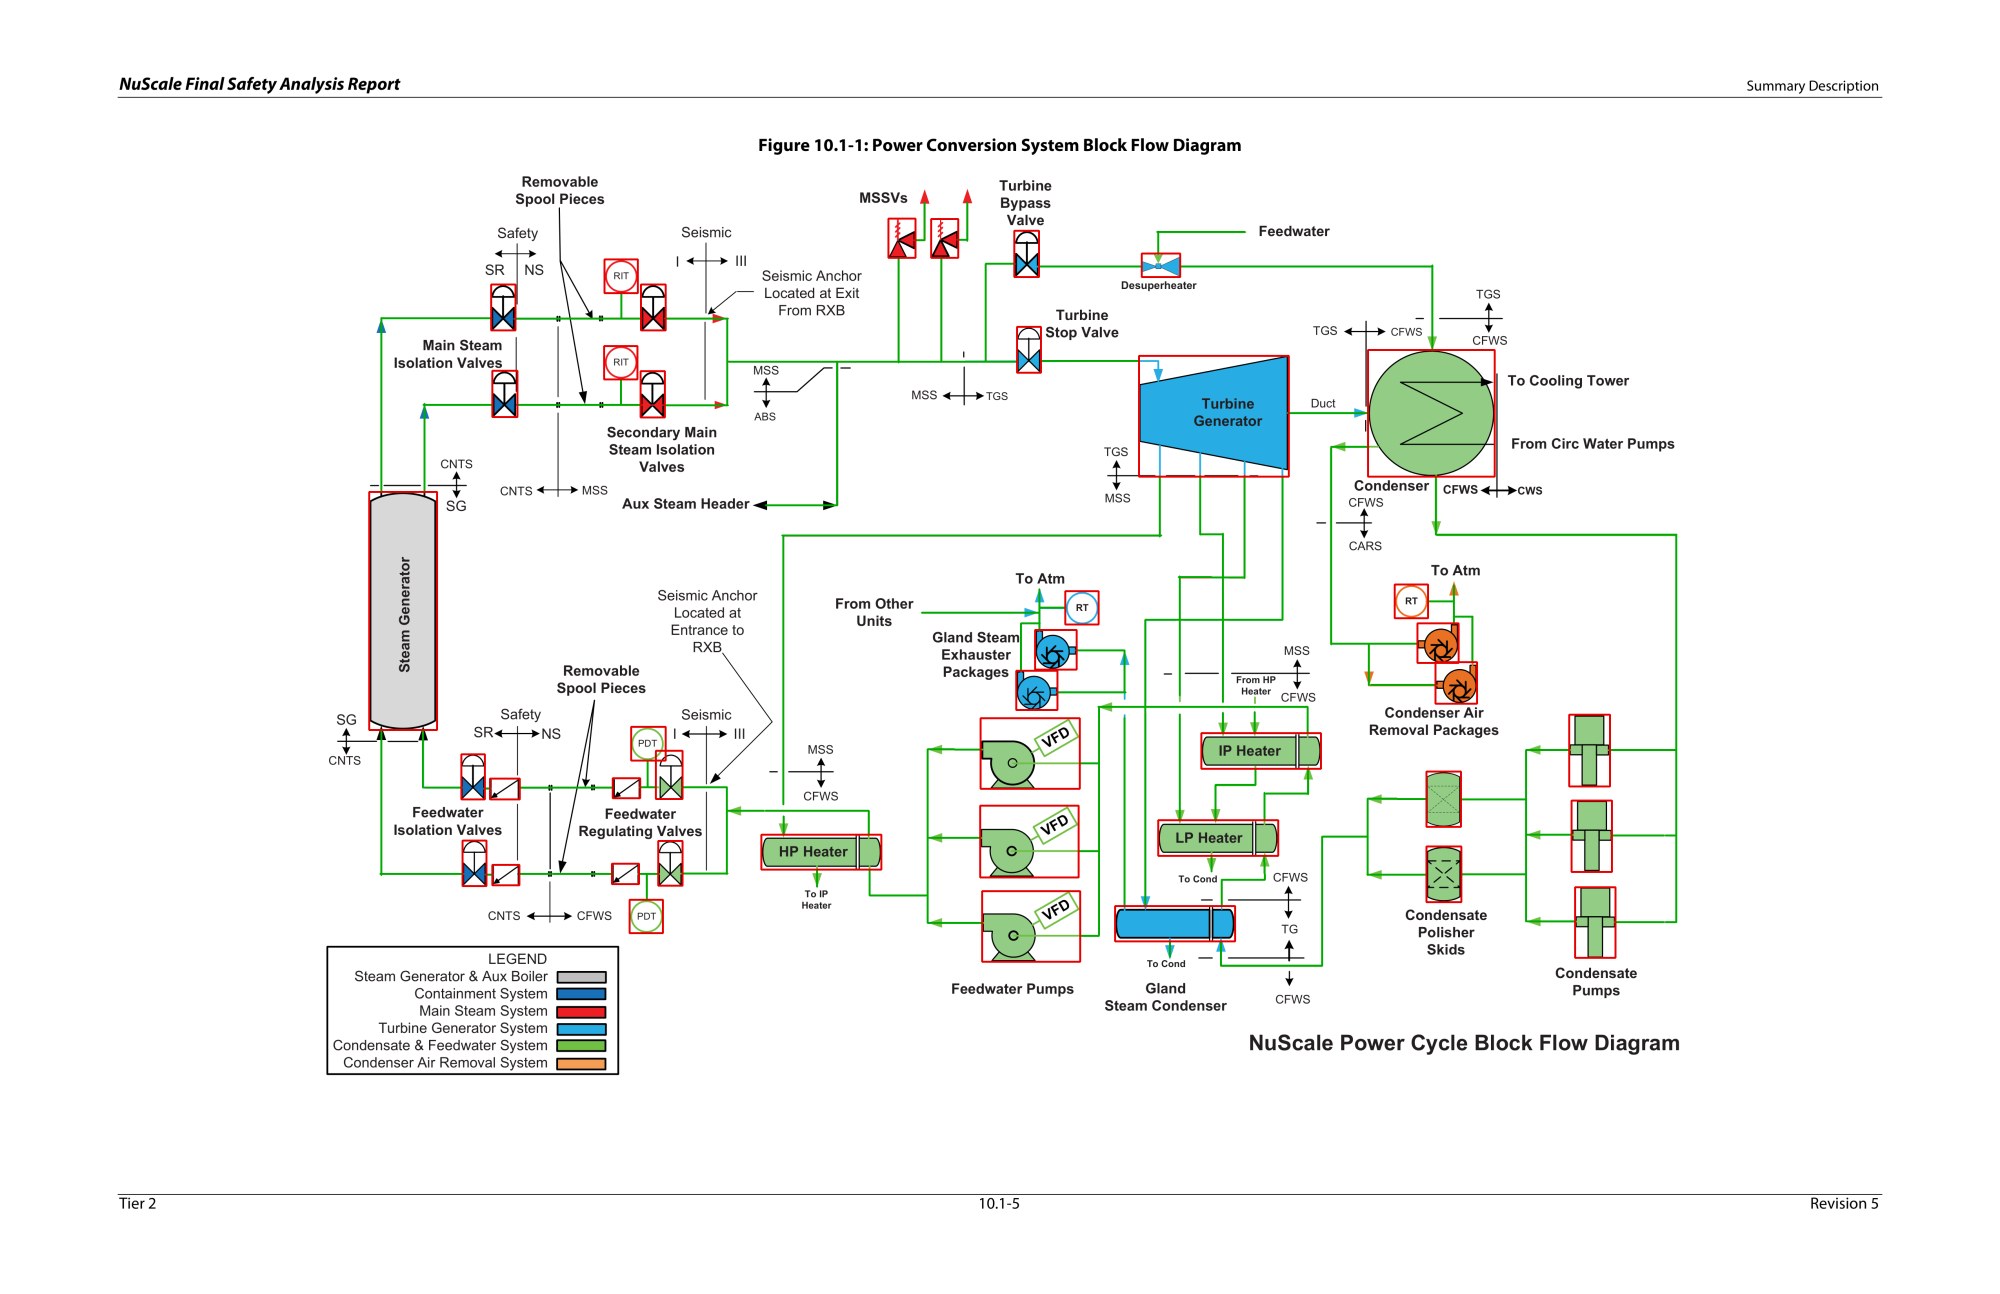 NuScale Final Safety Analysis Report
Summary Description
Figure 10.1-1: Power Conversion System Block Flow Diagram
Removable
Spool Pieces
Safety
SR
NS
RIT
Seismic
I
III
Seismic Anchor
Located at Exit
From RXB
MSSVs
Turbine
Bypass
Valve
Feedwater
Desuperheater
Turbine
Stop Valve
TGS
CFWS
TGS
CFWS
Main Steam
Isolation Valves
RIT
MSS
ABS
MSS
TGS
Turbine
Generator
Duct
To Cooling Tower
From Circ Water Pumps
Condenser
CFWS
CWS
Secondary Main
Steam Isolation
Valves
CNTS
SG
CNTS
MSS
Aux Steam Header
TGS
MSS
CFWS
CARS
Steam Generator
Seismic Anchor
Located at
Entrance to
RXB
From Other
Units
To Atm
RT
Gland Steam
Exhauster
Packages
To Atm
RT
Condenser Air
Removal Packages
MSS
CFWS
From HP
Heater
Removable
Spool Pieces
SG
CNTS
Safety
SR
NS
PDT
Seismic
I
III
MSS
CFWS
VFD
IP Heater
Feedwater
Isolation Valves
Feedwater
Regulating Valves
HP Heater
To IP
Heater
VFD
LP Heater
To Cond
CNTS
CFWS
PDT
VFD
CFWS
TG
CFWS
To Cond
Gland
Steam Condenser
Feedwater Pumps
Condensate
Polisher
Skids
Condensate
Pumps
LEGEND
Steam Generator & Aux Boiler
Containment System
Main Steam System
Turbine Generator System
Condensate & Feedwater System
Condenser Air Removal System
NuScale Power Cycle Block Flow Diagram
Tier 2
10.1-5
Revision 5